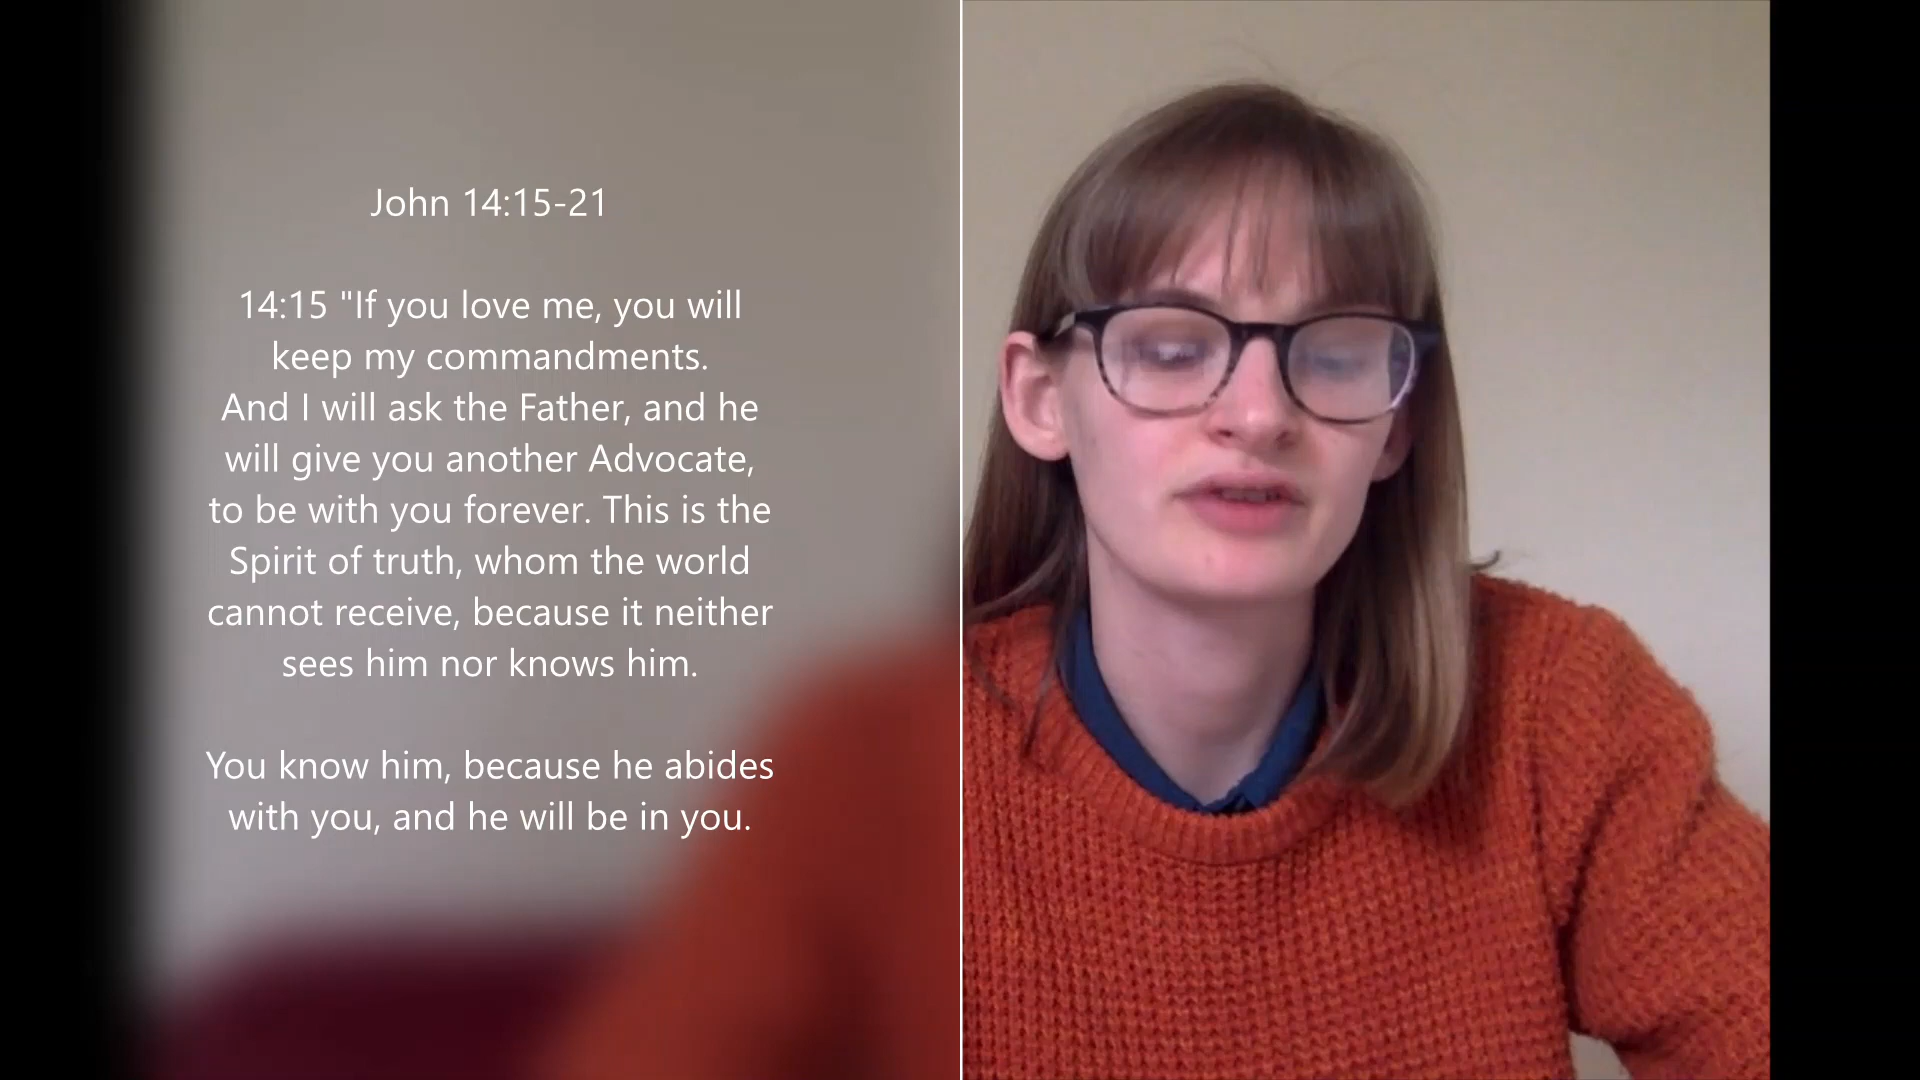 John 14:15-21
14:15 "If you love me, you will
keep my commandments.
And I will ask the Father, and he
will give you another Advocate,
to be with you forever. This is the
Spirit of truth, whom the world
cannot receive, because it neither
sees him nor knows him.
You know him, because he abides
with you, and he will be in you.